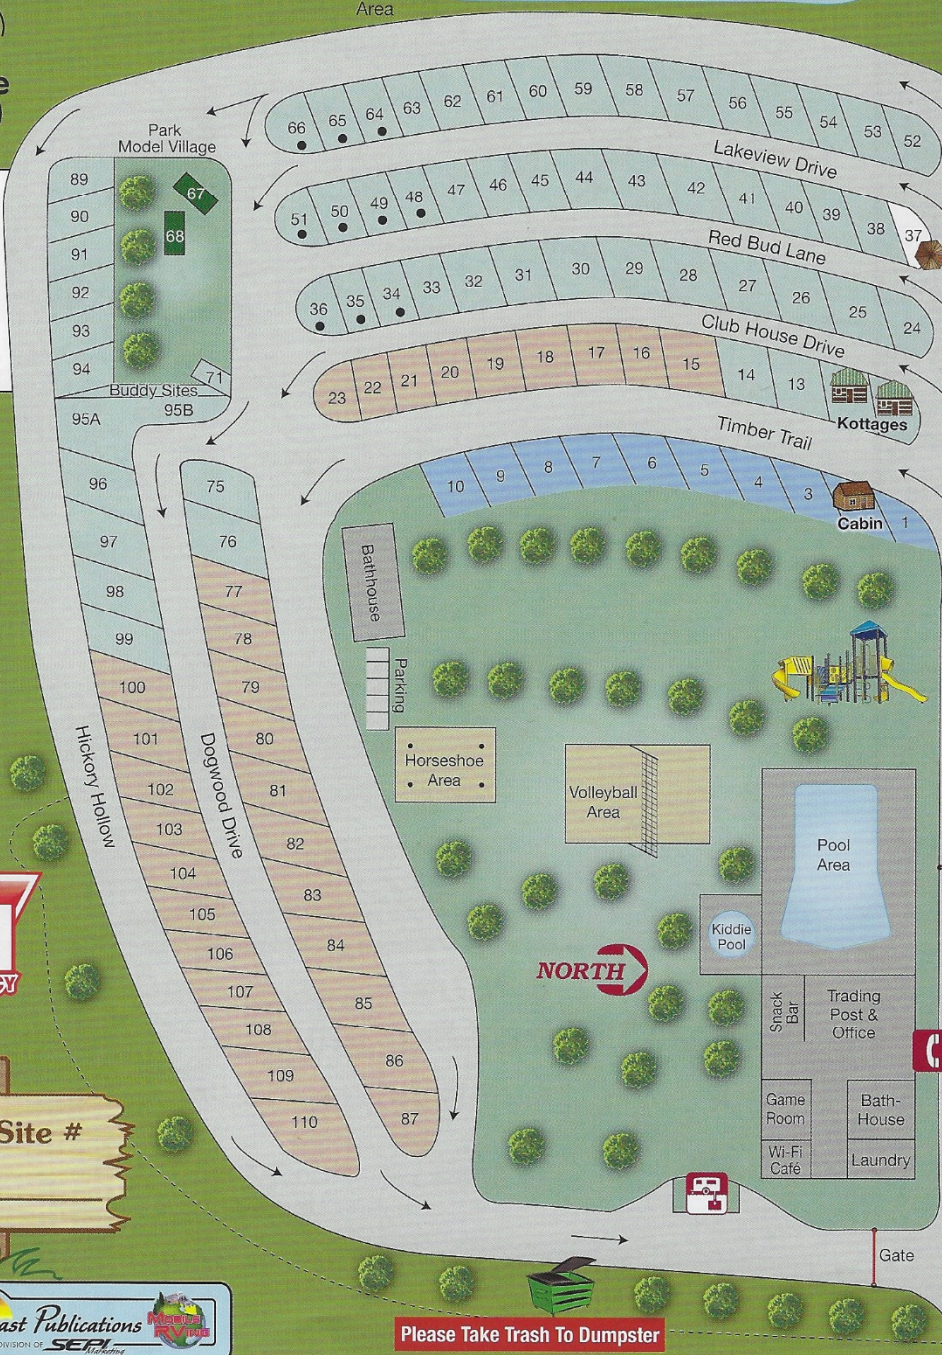 Area
66 65 64 63 62 61 60 59 58 57 56 55 54 53 52
Lakeview Drive
Park
Model Village
51 50 49 48 47 46 45 44 43 42 41 40 39 38 37
Red Bud Lane
36 35 34 33 32 31 30 29 28 27 26 25 24
Club House Drive
23 22 21 20 19 18 17 16 15 14 13
Kottages
Timber Trail
10 9 8 7 6 5 4 3
Cabin
1
89
90
91
92
93
94
67
68
71
Buddy Sites
95A
95B
96
97
98
99
100
101
102
103
104
105
106
107
108
109
110
Hickory Hollow
75
76
77
78
79
80
81
82
83
84
85
86
87
Dogwood Drive
Bathhouse
Parking
Horseshoe
Area
Volleyball
Area
Pool
Area
Kiddie
Pool
NORTH
Snack
Bar
Trading
Post &
Office
Game
Room
Bath-
House
Wi-Fi
Café
Laundry
Gate
Site #
ast Publications
DIVISION OF SEPI
Marketing
Mobile
RVing
Please Take Trash To Dumpster